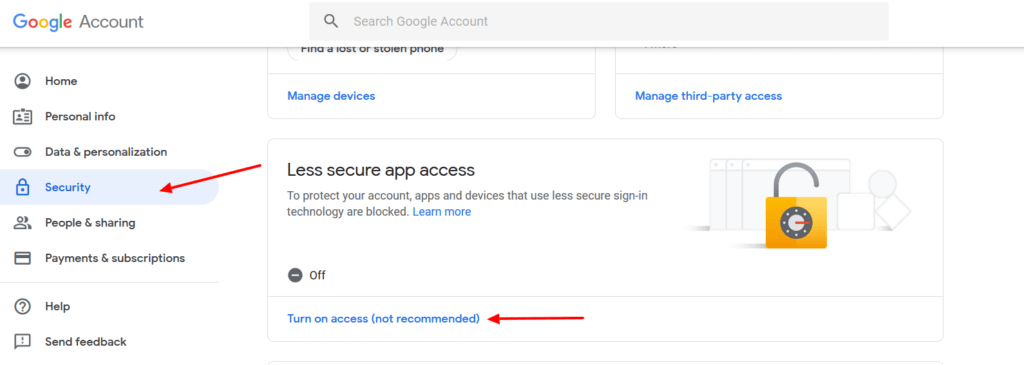 Google Account
Search Google Account
Home
Personal info
Data & personalization
Security
People & sharing
Payments & subscriptions
Help
Send feedback
Find a lost or stolen phone
Manage devices
Manage third-party access
Less secure app access
To protect your account, apps and devices that use less secure sign-in
technology are blocked. Learn more
Off
Turn on access (not recommended)